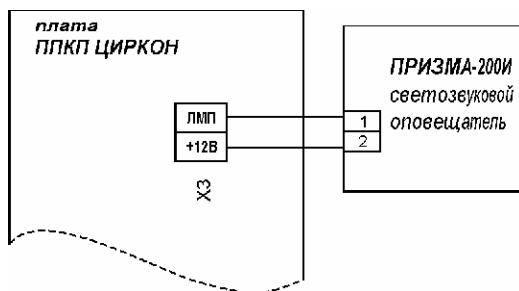 плата
ППКП ЦИРКОН
ЛМП
+12В
X3
ПРИЗМА-200И
светозвуковой
оповещатель
1
2